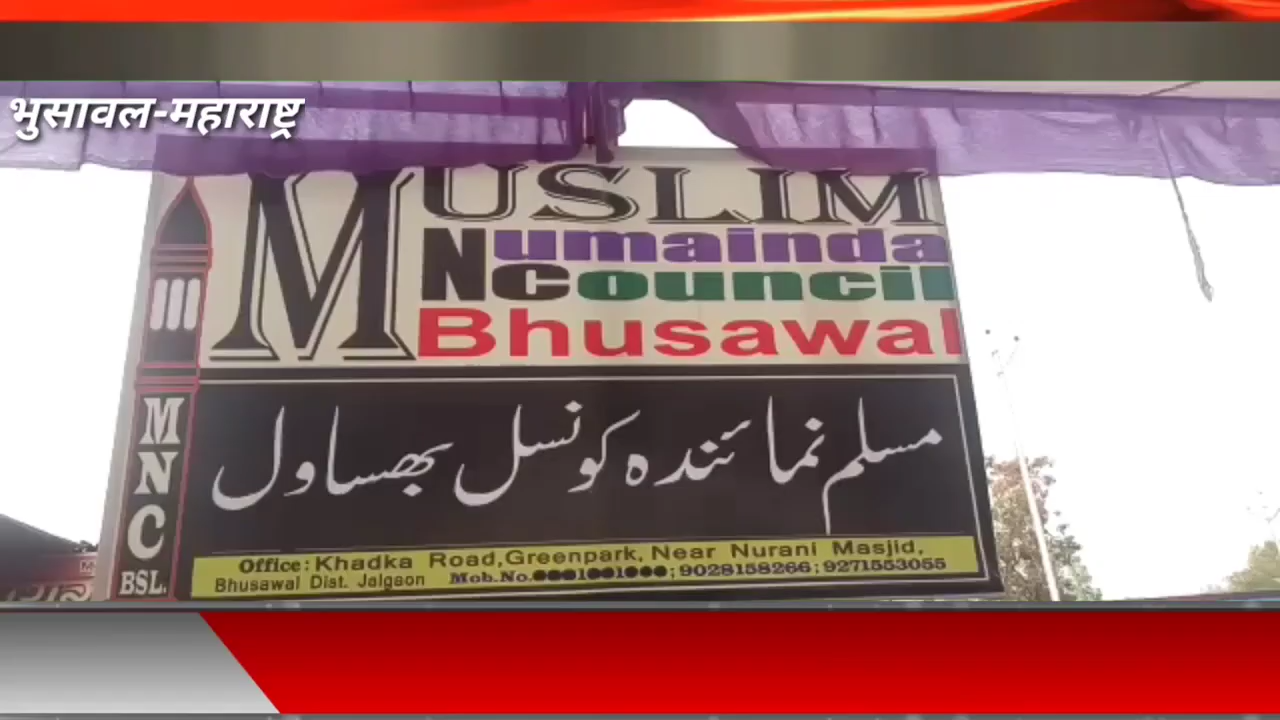 भुसावल-महाराष्ट्र
MUSLIM
Numainda
NCouncil
Bhusawal
MNC
BSL.
مسلم نمائندہ کونسل بھساول
Office: Khadka Road, Greenpark, Near Nurani Masjid,
Bhusawal Dist. Jalgaon Mob.No. ; 9028158266 ; 9271553055